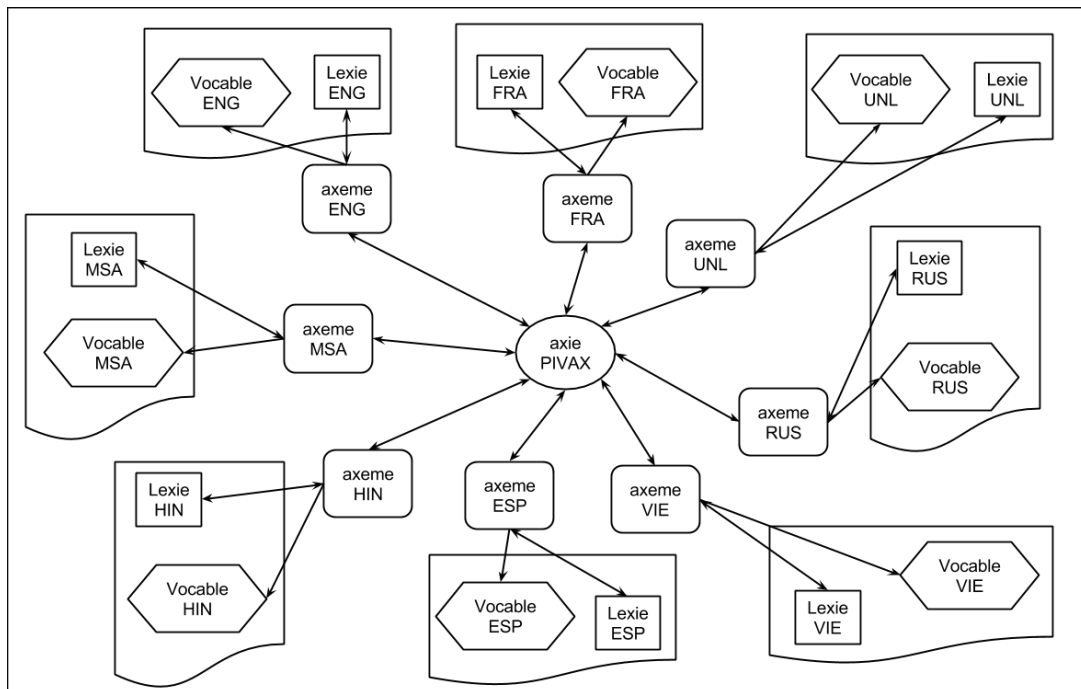 Vocable
ENG
Lexie
ENG
Lexie
FRA
Vocable
FRA
Vocable
UNL
Lexie
UNL
axeme
ENG
axeme
FRA
axeme
UNL
Lexie
MSA
Vocable
MSA
axeme
MSA
axie
PIVAX
Lexie
RUS
Vocable
RUS
axeme
RUS
Lexie
HIN
Vocable
HIN
axeme
HIN
axeme
ESP
axeme
VIE
Vocable
ESP
Lexie
ESP
Lexie
VIE
Vocable
VIE